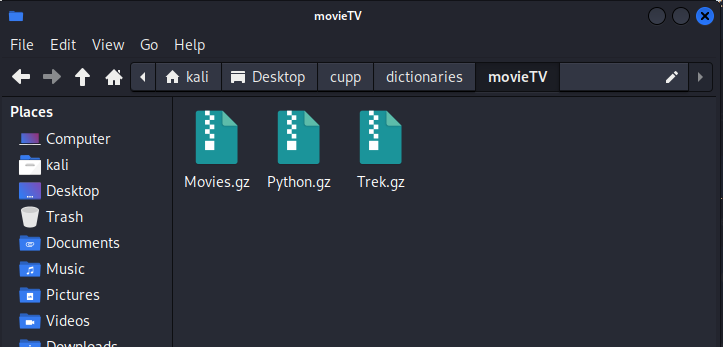 movieTV
File Edit View Go Help
kali Desktop cupp dictionaries movieTV
Places
Computer
kali
Desktop
Trash
Documents
Music
Pictures
Videos
Downloads
Movies.gz Python.gz Trek.gz